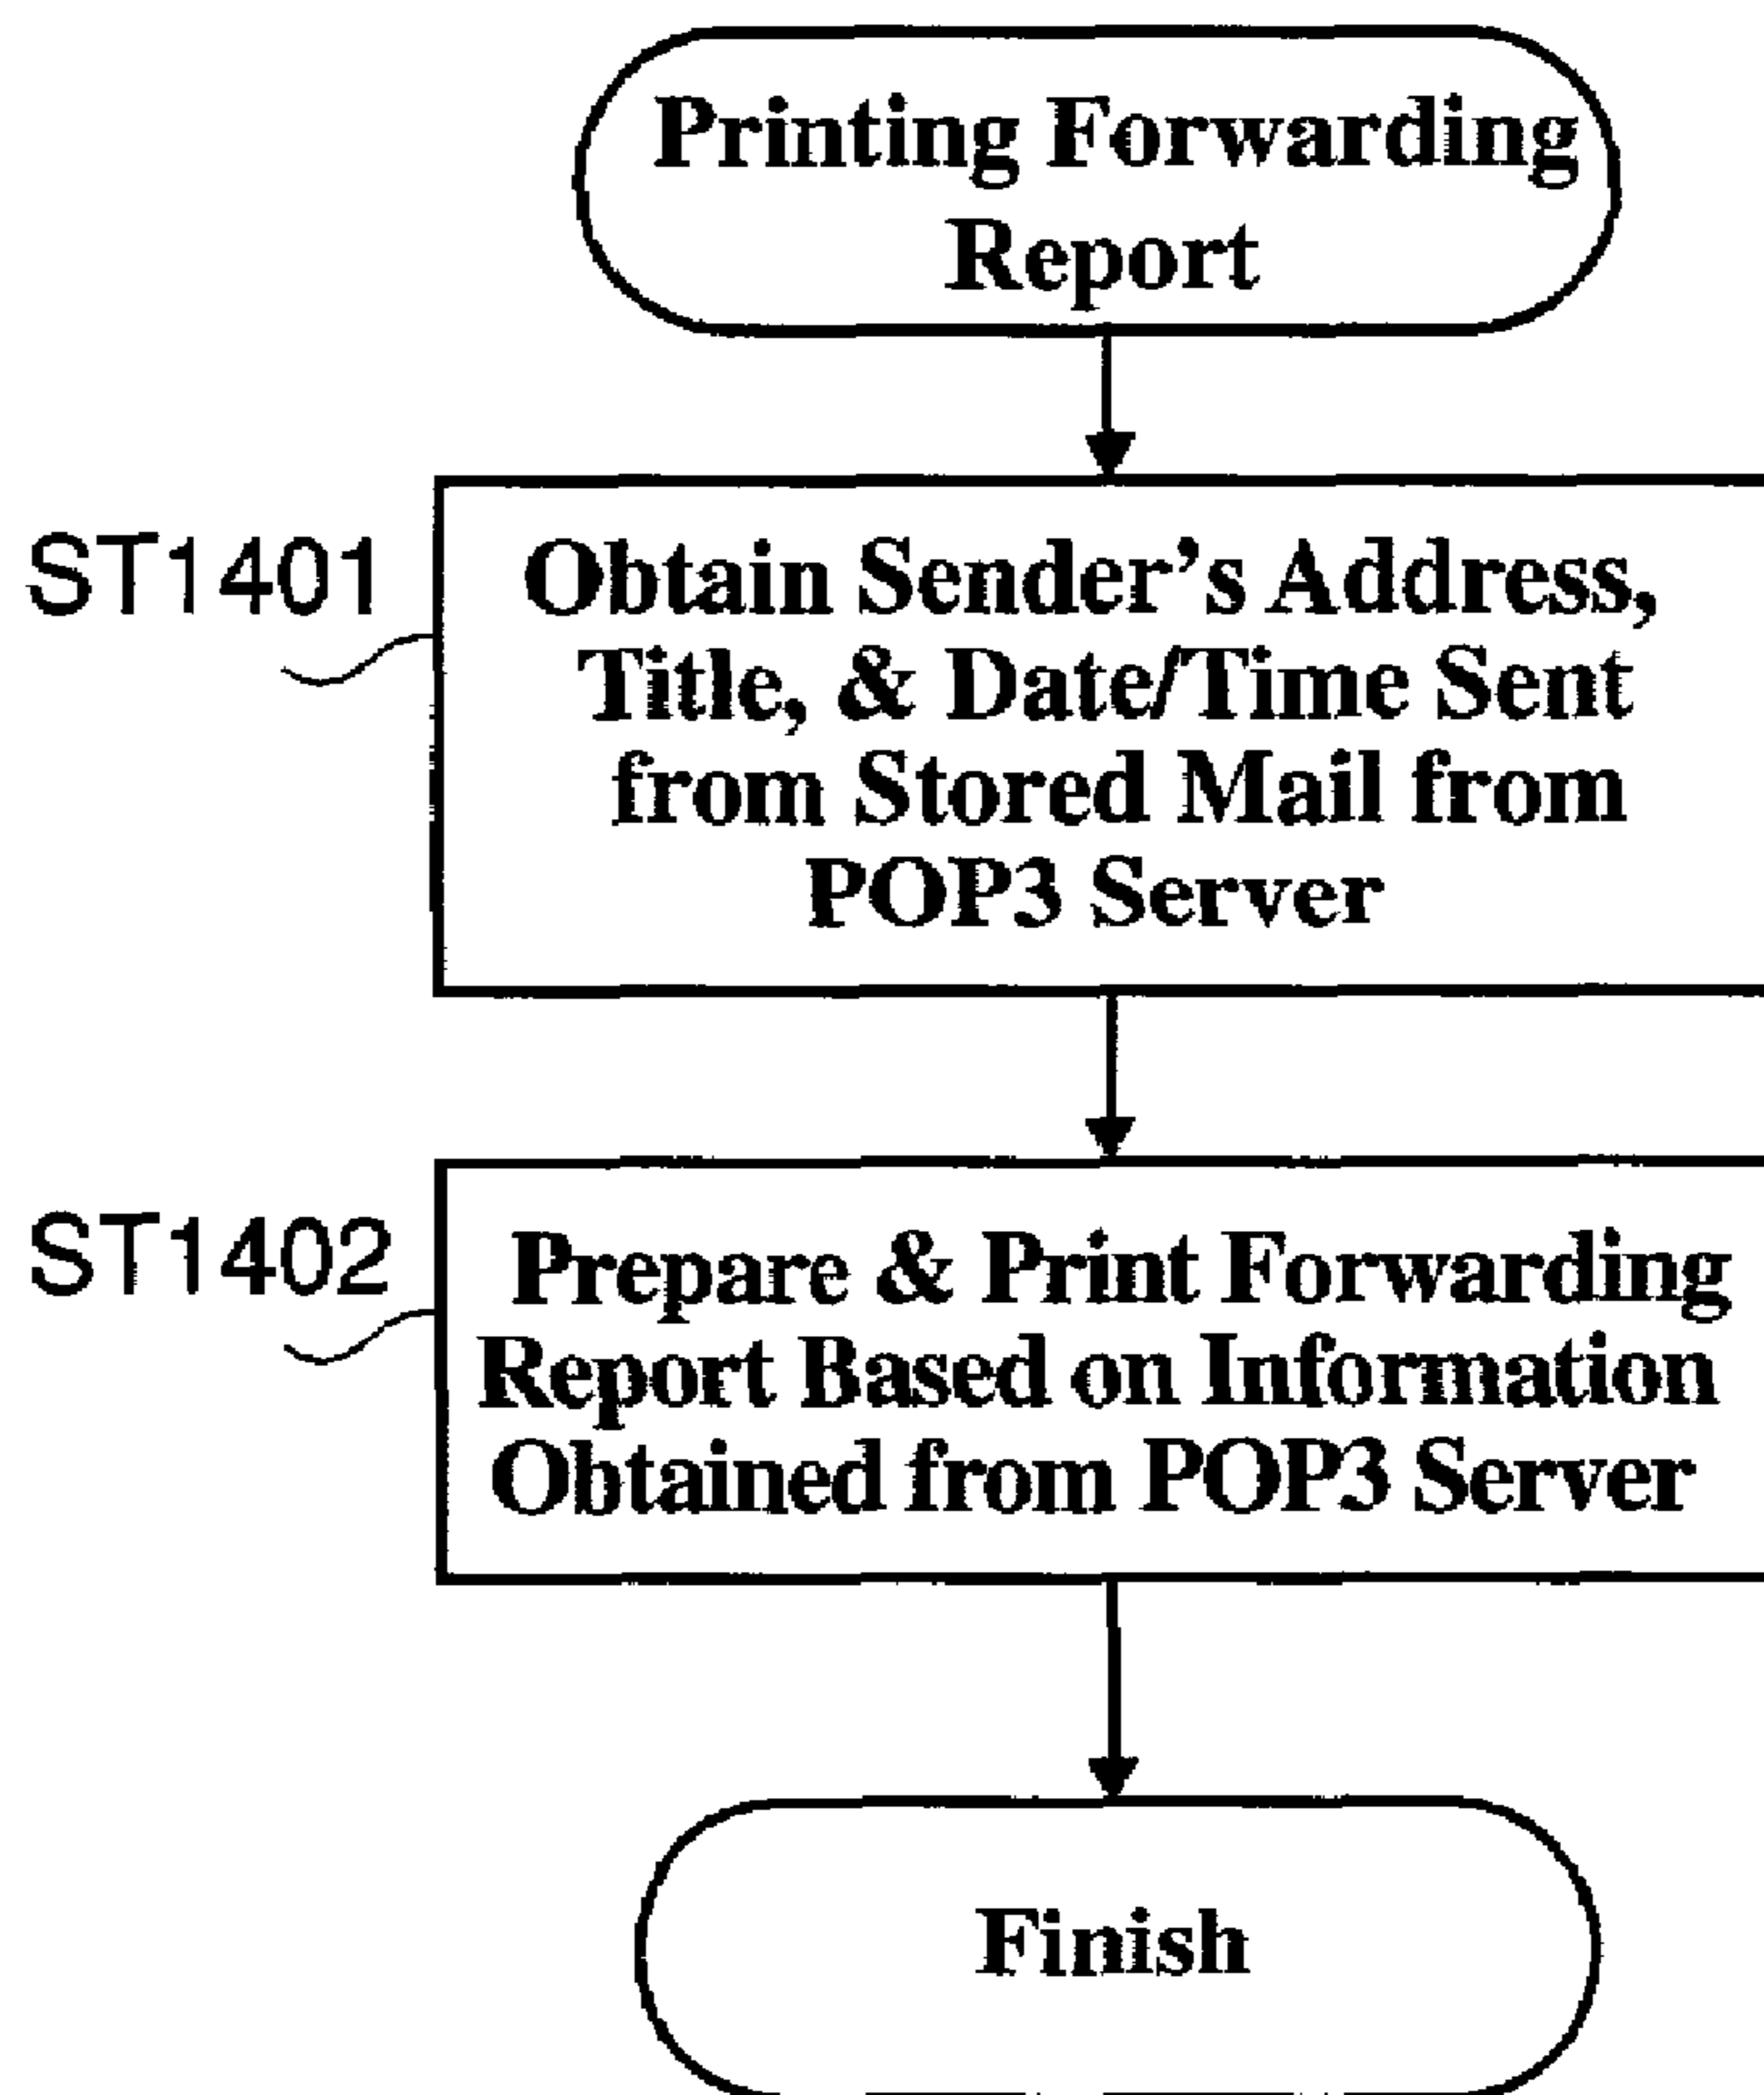 Printing Forwarding
Report
ST1401
Obtain Sender's Address,
Title, & Date/Time Sent
from Stored Mail from
POP3 Server
ST1402
Prepare & Print Forwarding
Report Based on Information
Obtained from POP3 Server
Finish